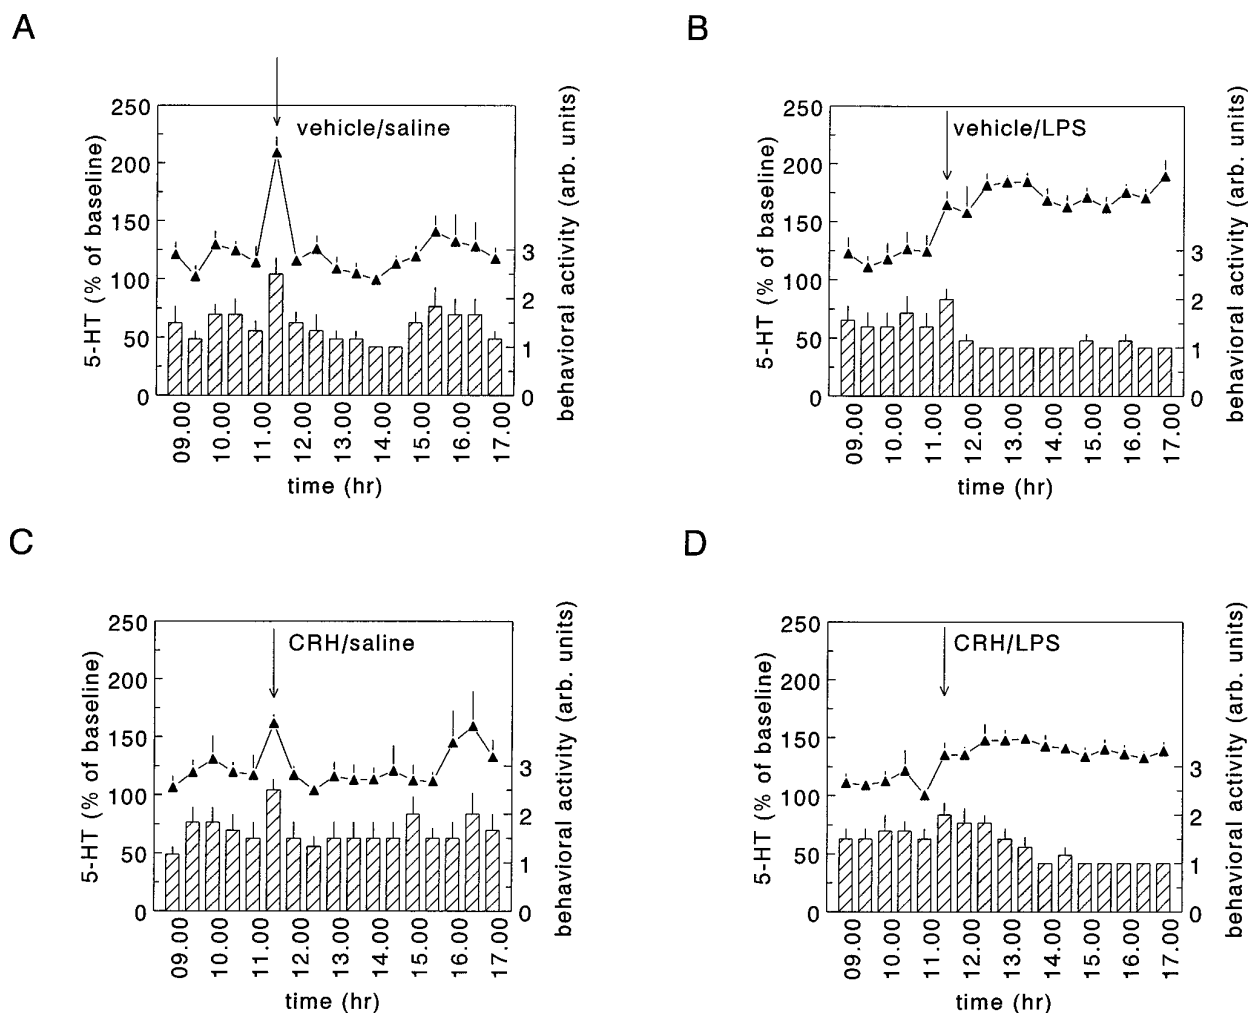 A
vehicle/saline
5-HT (% of baseline)
250
200
150
100
50
0
3
2
1
0
behavioral activity (arb. units)
09.00 10.00 11.00 12.00 13.00 14.00 15.00 16.00 17.00
time (hr)
B
vehicle/LPS
5-HT (% of baseline)
250
200
150
100
50
0
3
2
1
0
behavioral activity (arb. units)
09.00 10.00 11.00 12.00 13.00 14.00 15.00 16.00 17.00
time (hr)
C
CRH/saline
5-HT (% of baseline)
250
200
150
100
50
0
3
2
1
0
behavioral activity (arb. units)
09.00 10.00 11.00 12.00 13.00 14.00 15.00 16.00 17.00
time (hr)
D
CRH/LPS
5-HT (% of baseline)
250
200
150
100
50
0
3
2
1
0
behavioral activity (arb. units)
09.00 10.00 11.00 12.00 13.00 14.00 15.00 16.00 17.00
time (hr)